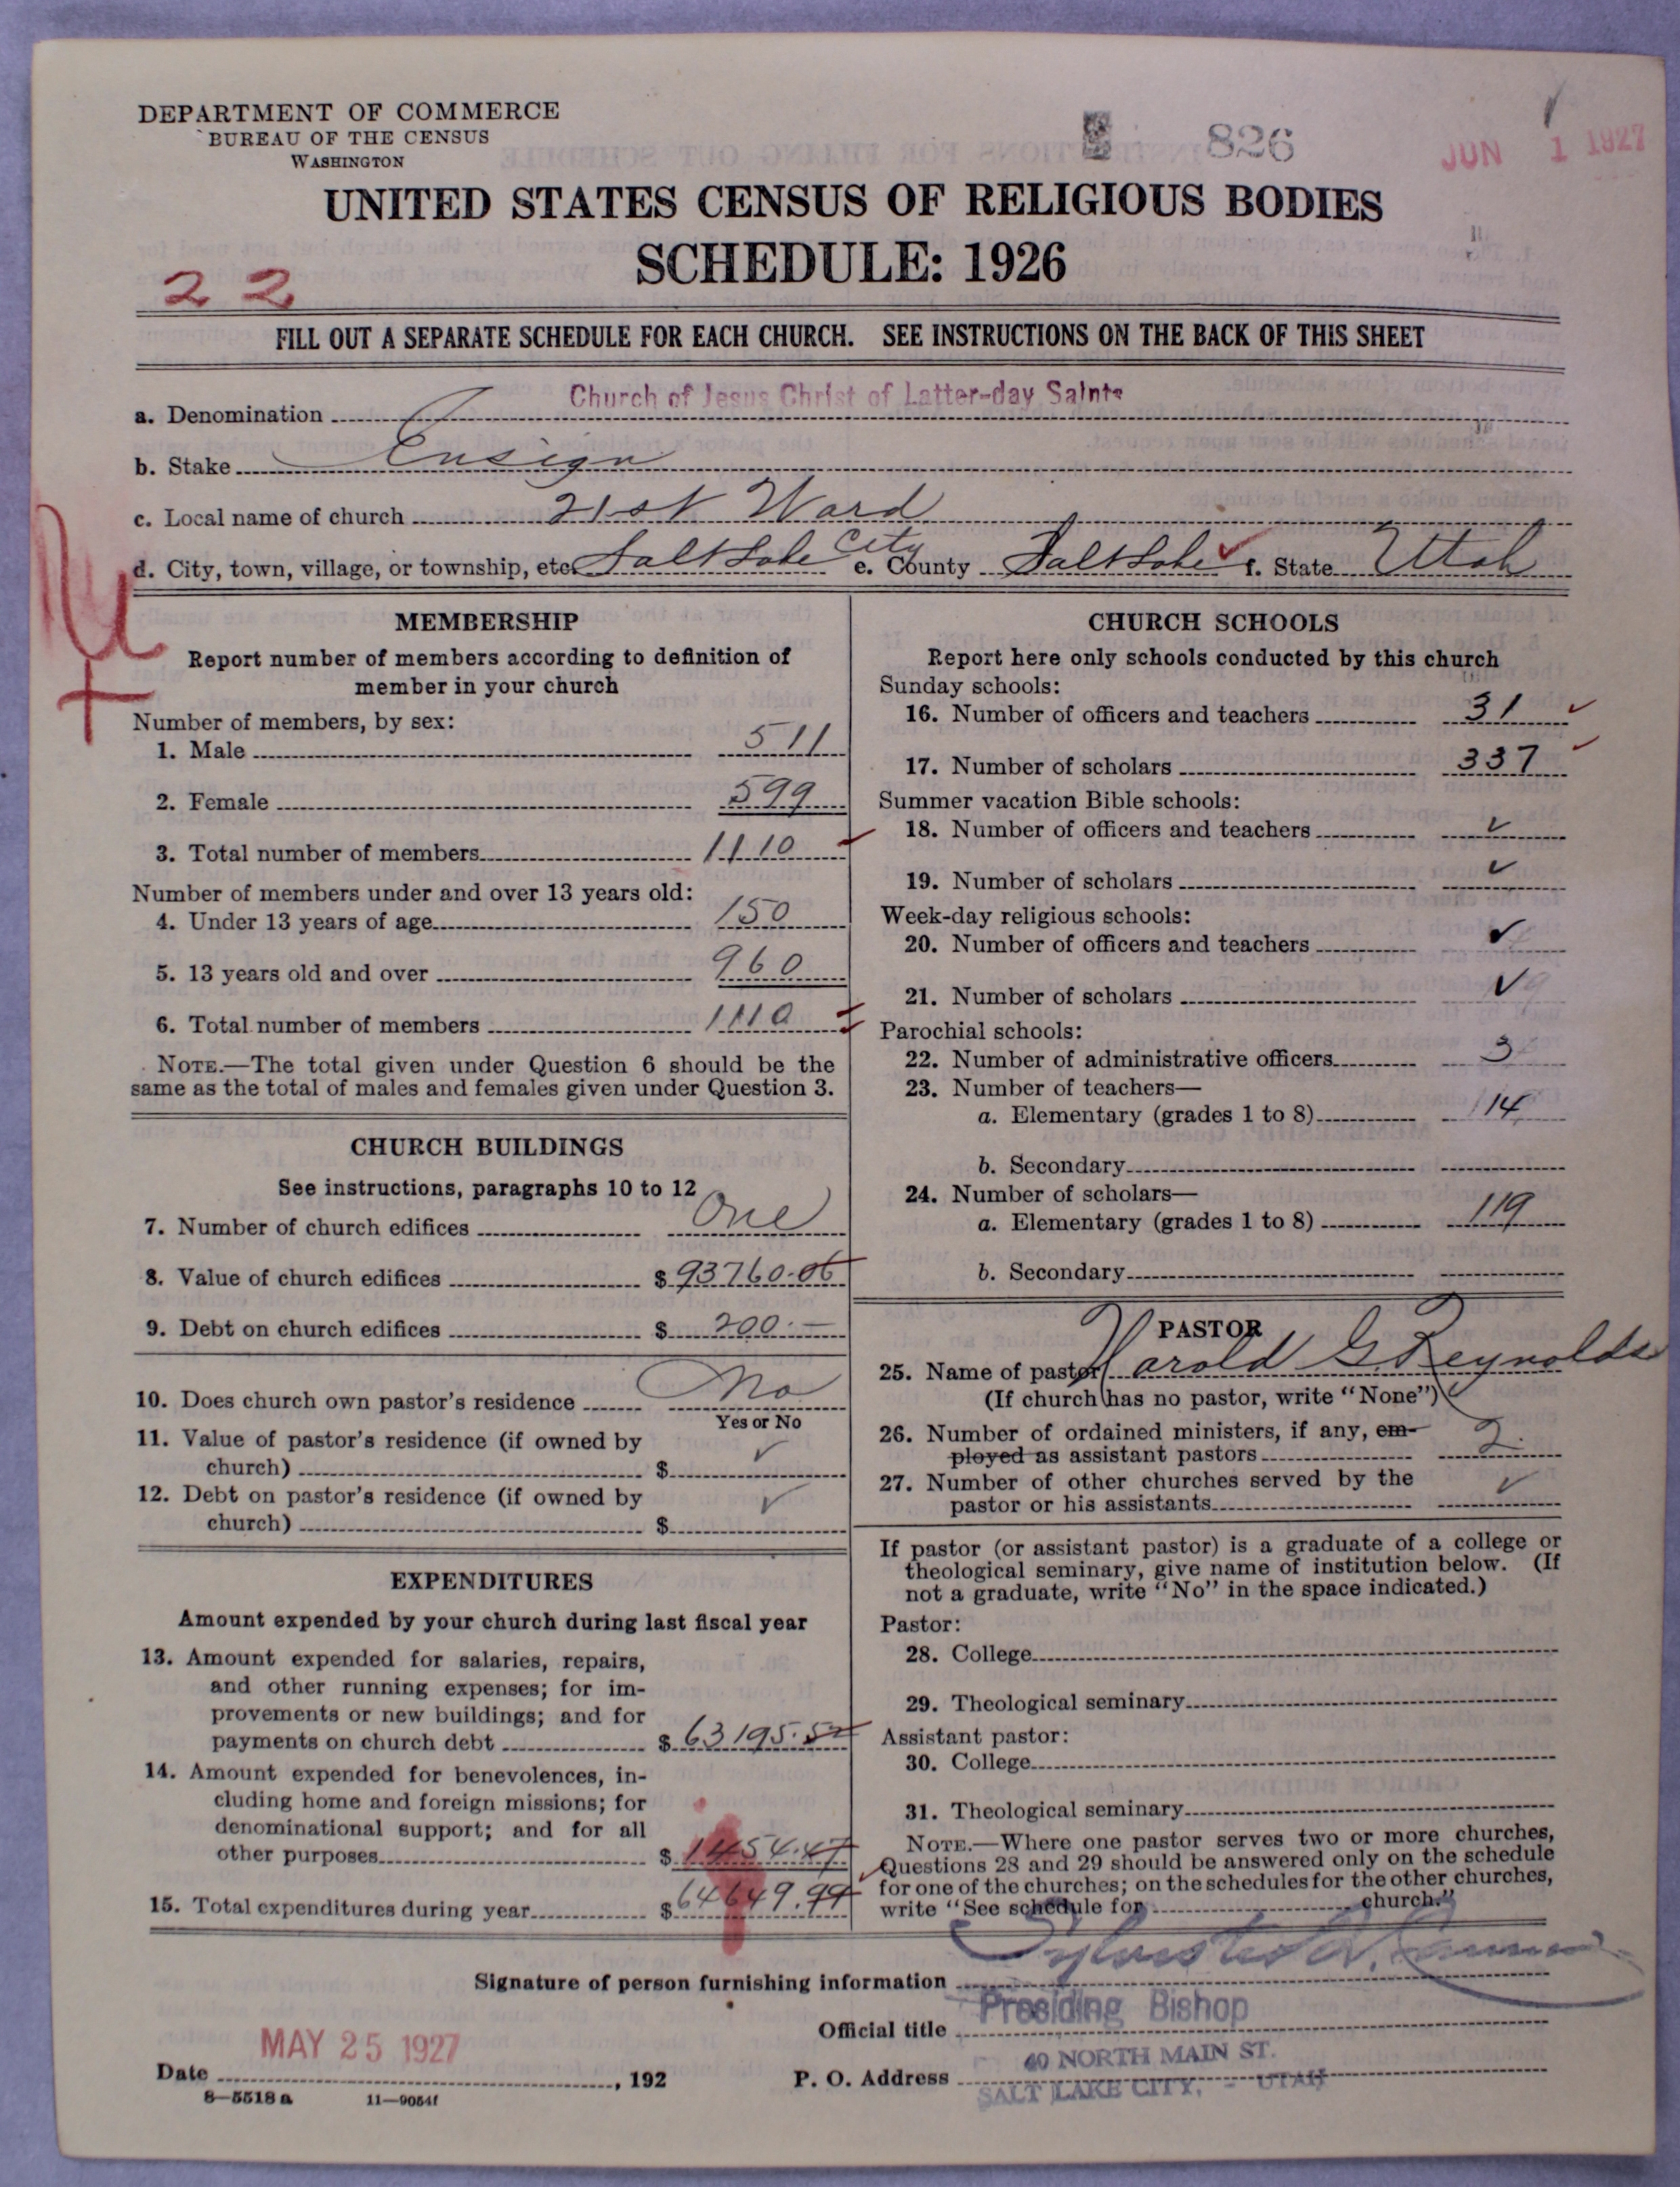 DEPARTMENT OF COMMERCE
BUREAU OF THE CENSUS
WASHINGTON
826
JUN 1 1927
UNITED STATES CENSUS OF RELIGIOUS BODIES
SCHEDULE: 1926
22
FILL OUT A SEPARATE SCHEDULE FOR EACH CHURCH. SEE INSTRUCTIONS ON THE BACK OF THIS SHEET
a. Denomination Church of Jesus Christ of Latter-day Saints
b. Stake Ensign
c. Local name of church 21st Ward
d. City, town, village, or township, etc Salt Lake City e. County Salt Lake f. State Utah
MEMBERSHIP
Report number of members according to definition of
member in your church
Number of members, by sex:
1. Male 511
2. Female 599
3. Total number of members 1110
Number of members under and over 13 years old:
4. Under 13 years of age 150
5. 13 years old and over 960
6. Total number of members 1110
NOTE.—The total given under Question 6 should be the
same as the total of males and females given under Question 3.
CHURCH BUILDINGS
See instructions, paragraphs 10 to 12
7. Number of church edifices One
8. Value of church edifices $ 93760.06
9. Debt on church edifices $ 200.—
10. Does church own pastor's residence No
Yes or No
11. Value of pastor's residence (if owned by
church) $ ✓
12. Debt on pastor's residence (if owned by
church) $ ✓
EXPENDITURES
Amount expended by your church during last fiscal year
13. Amount expended for salaries, repairs,
and other running expenses; for im-
provements or new buildings; and for
payments on church debt $ 63195.52
14. Amount expended for benevolences, in-
cluding home and foreign missions; for
denominational support; and for all
other purposes $ 1454.47
15. Total expenditures during year $ 64649.99
CHURCH SCHOOLS
Report here only schools conducted by this church
Sunday schools:
16. Number of officers and teachers 31
17. Number of scholars 337
Summer vacation Bible schools:
18. Number of officers and teachers ✓
19. Number of scholars ✓
Week-day religious schools:
20. Number of officers and teachers ✓
21. Number of scholars ✓
Parochial schools:
22. Number of administrative officers 3
23. Number of teachers—
a. Elementary (grades 1 to 8) 14
b. Secondary
24. Number of scholars—
a. Elementary (grades 1 to 8) 119
b. Secondary
PASTOR
25. Name of pastor Harold G. Reynolds
(If church has no pastor, write "None")
26. Number of ordained ministers, if any, em-
ployed as assistant pastors 2
27. Number of other churches served by the
pastor or his assistants ✓
If pastor (or assistant pastor) is a graduate of a college or
theological seminary, give name of institution below. (If
not a graduate, write "No" in the space indicated.)
Pastor:
28. College
29. Theological seminary
Assistant pastor:
30. College
31. Theological seminary
NOTE.—Where one pastor serves two or more churches,
Questions 28 and 29 should be answered only on the schedule
for one of the churches; on the schedules for the other churches,
write "See schedule for church."
Signature of person furnishing information
Official title Presiding Bishop
Date MAY 25 1927, 192
P. O. Address 40 NORTH MAIN ST.
SALT LAKE CITY, - UTAH
8—5518 a 11—9054f